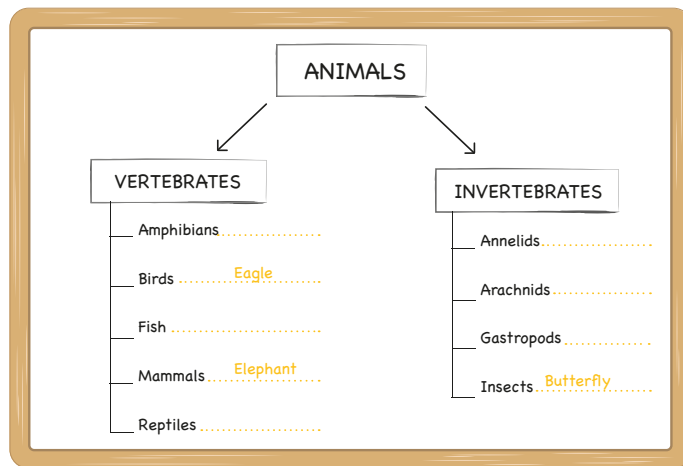 ANIMALS
VERTEBRATES
Amphibians
Birds Eagle
Fish
Mammals Elephant
Reptiles
INVERTEBRATES
Annelids
Arachnids
Gastropods
Insects Butterfly